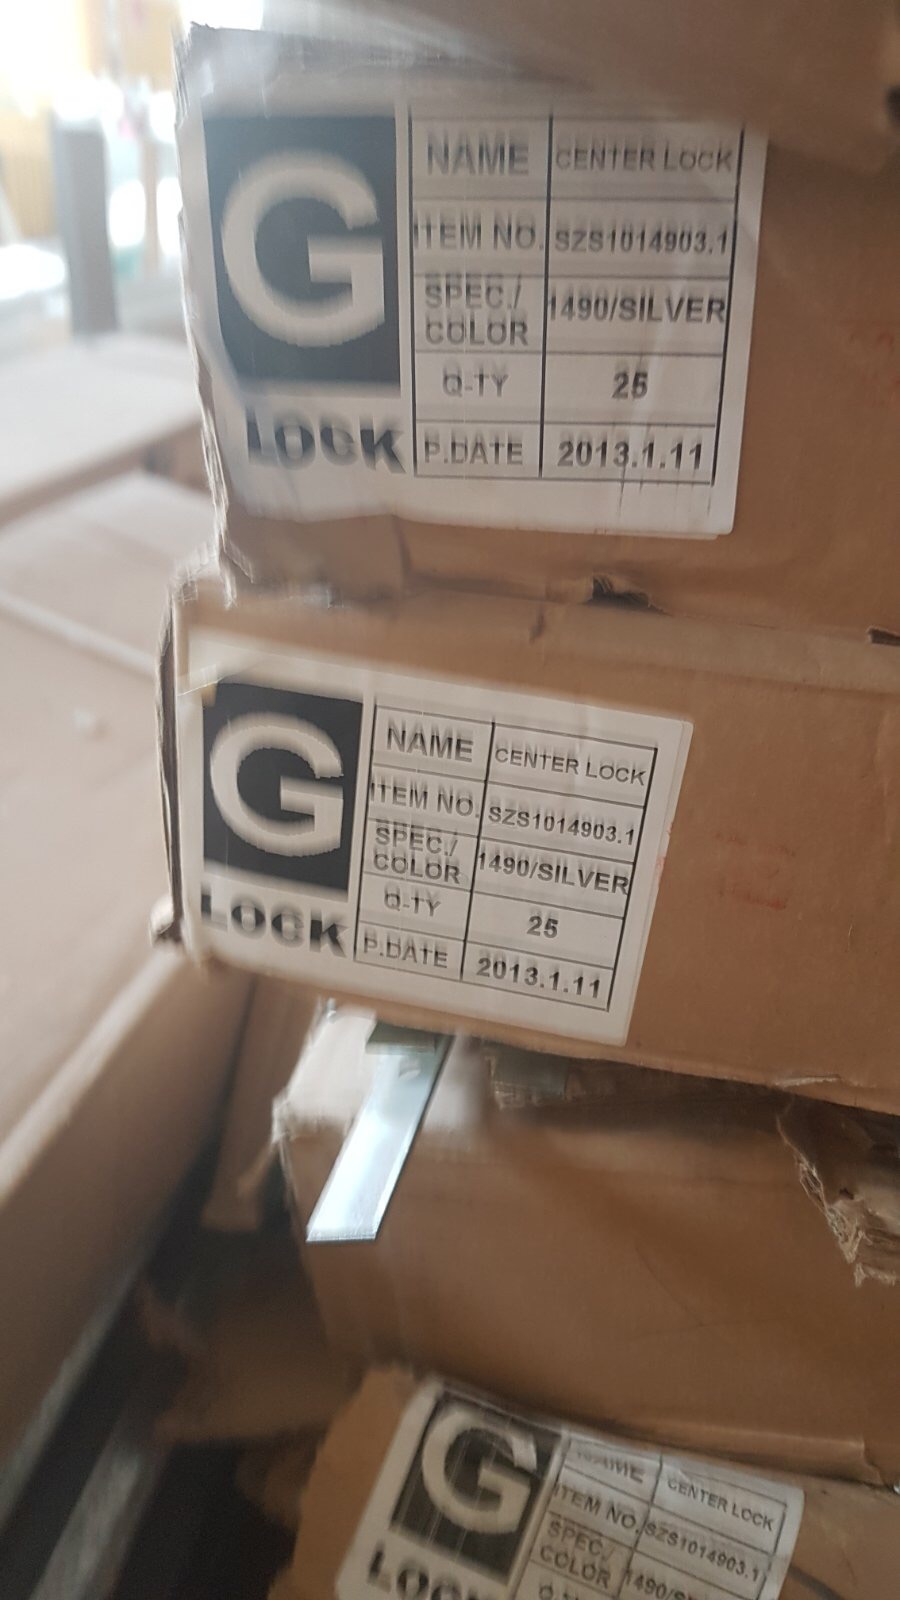 G
LOCK
NAME CENTER LOCK
ITEM NO. SZS1014903.1
SPEC./COLOR 1490/SILVER
Q-TY 25
P.DATE 2013.1.11
G
LOCK
NAME CENTER LOCK
ITEM NO. SZS1014903.1
SPEC./COLOR 1490/SILVER
Q-TY 25
P.DATE 2013.1.11
G
LOCK
NAME CENTER LOCK
ITEM NO. SZS1014903.1
SPEC./COLOR